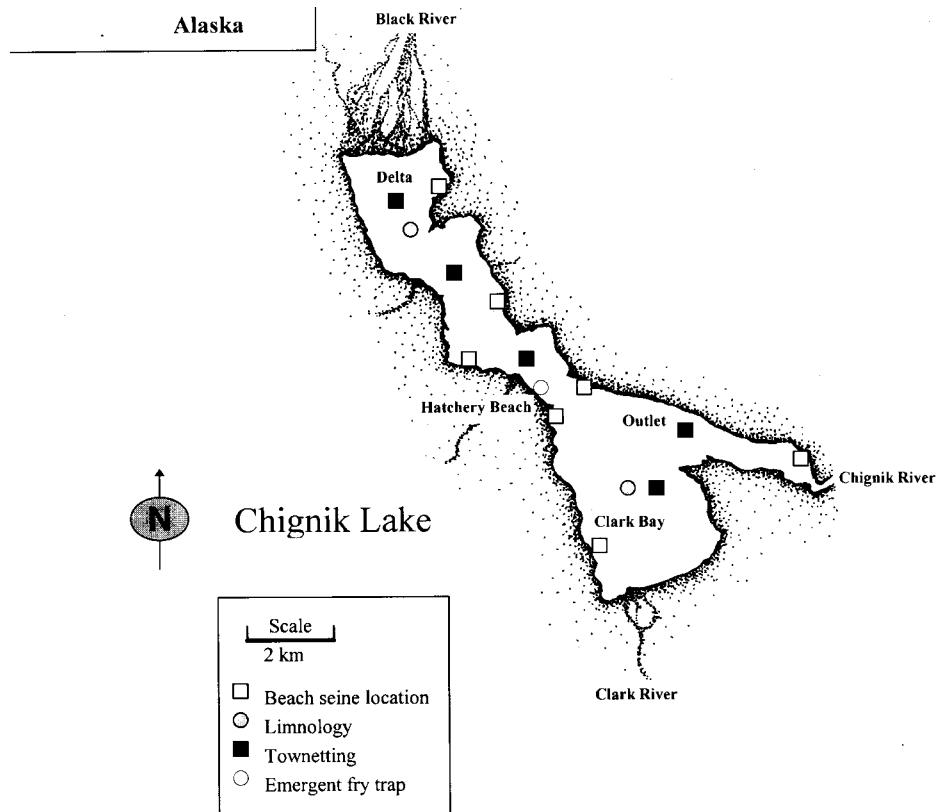 Alaska
Black River
Delta
Hatchery Beach
Outlet
Chignik River
N
Chignik Lake
Clark Bay
Scale
2 km
Beach seine location
Limnology
Townetting
Emergent fry trap
Clark River